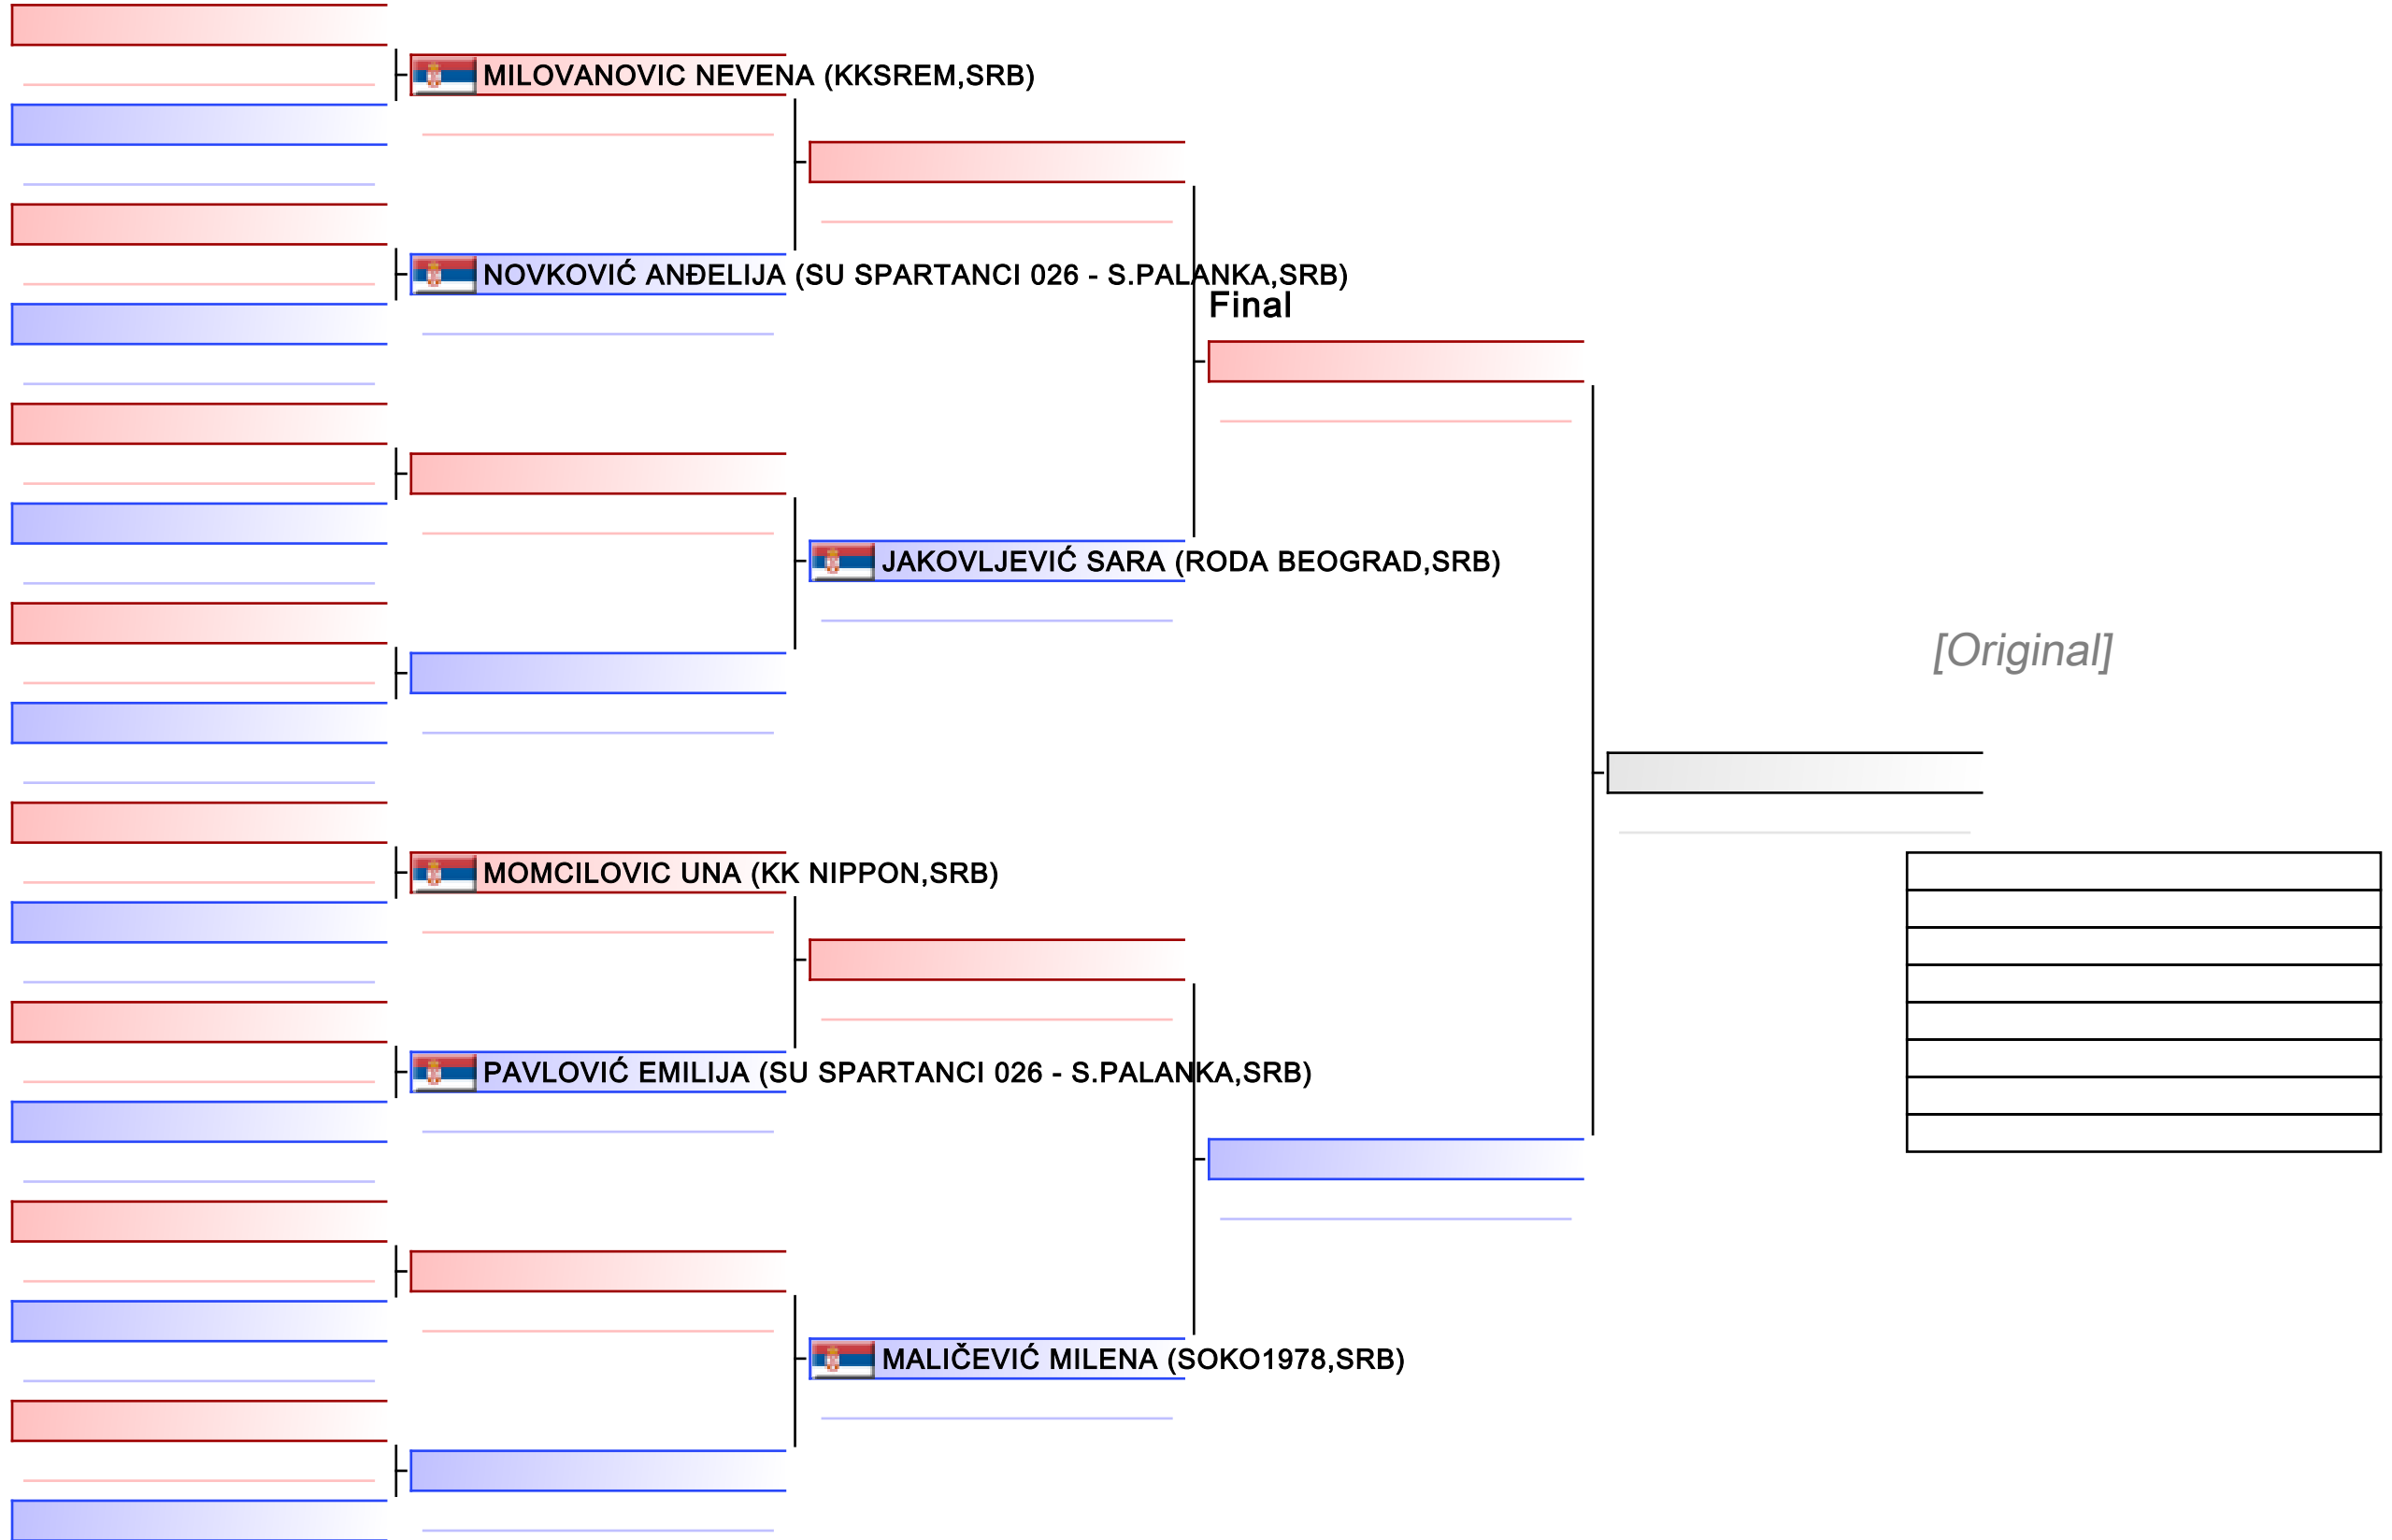 MILOVANOVIC NEVENA (KKSREM,SRB)
NOVKOVIĆ ANĐELIJA (SU SPARTANCI 026 - S.PALANKA,SRB)
Final
JAKOVLJEVIĆ SARA (RODA BEOGRAD,SRB)
[Original]
MOMCILOVIC UNA (KK NIPPON,SRB)
PAVLOVIĆ EMILIJA (SU SPARTANCI 026 - S.PALANKA,SRB)
MALIČEVIĆ MILENA (SOKO1978,SRB)